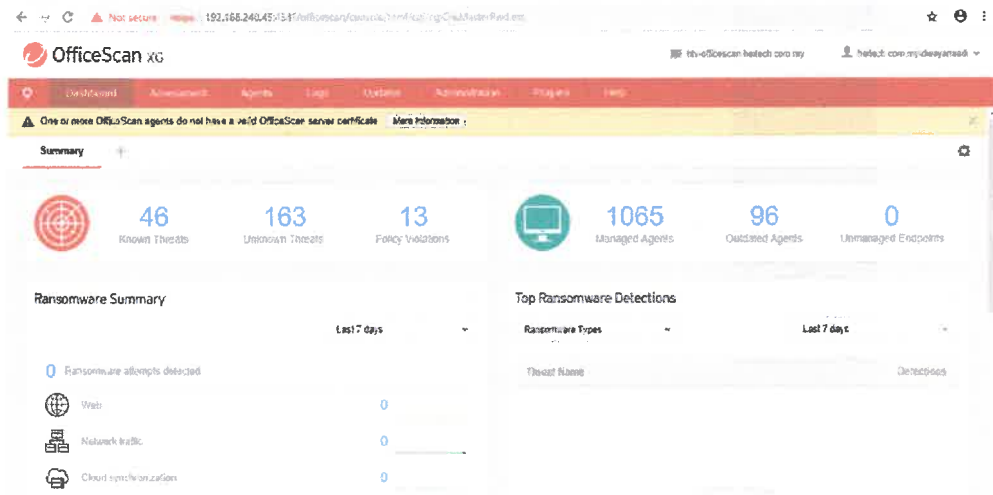 Not secure
OfficeScan XG
Dashboard Assessment Agents Logs Updates Administration Plug-ins Help
One or more OfficeScan agents do not have a valid OfficeScan server certificate More Information
Summary
46 163 13 1065 96 0
Known Threats Unknown Threats Policy Violations Managed Agents Outdated Agents Unmanaged Endpoints
Ransomware Summary Top Ransomware Detections
Last 7 days Ransomware Types Last 7 days
0 Ransomware attempts detected Threat Name Detections
Web 0
Network traffic 0
Cloud synchronization 0